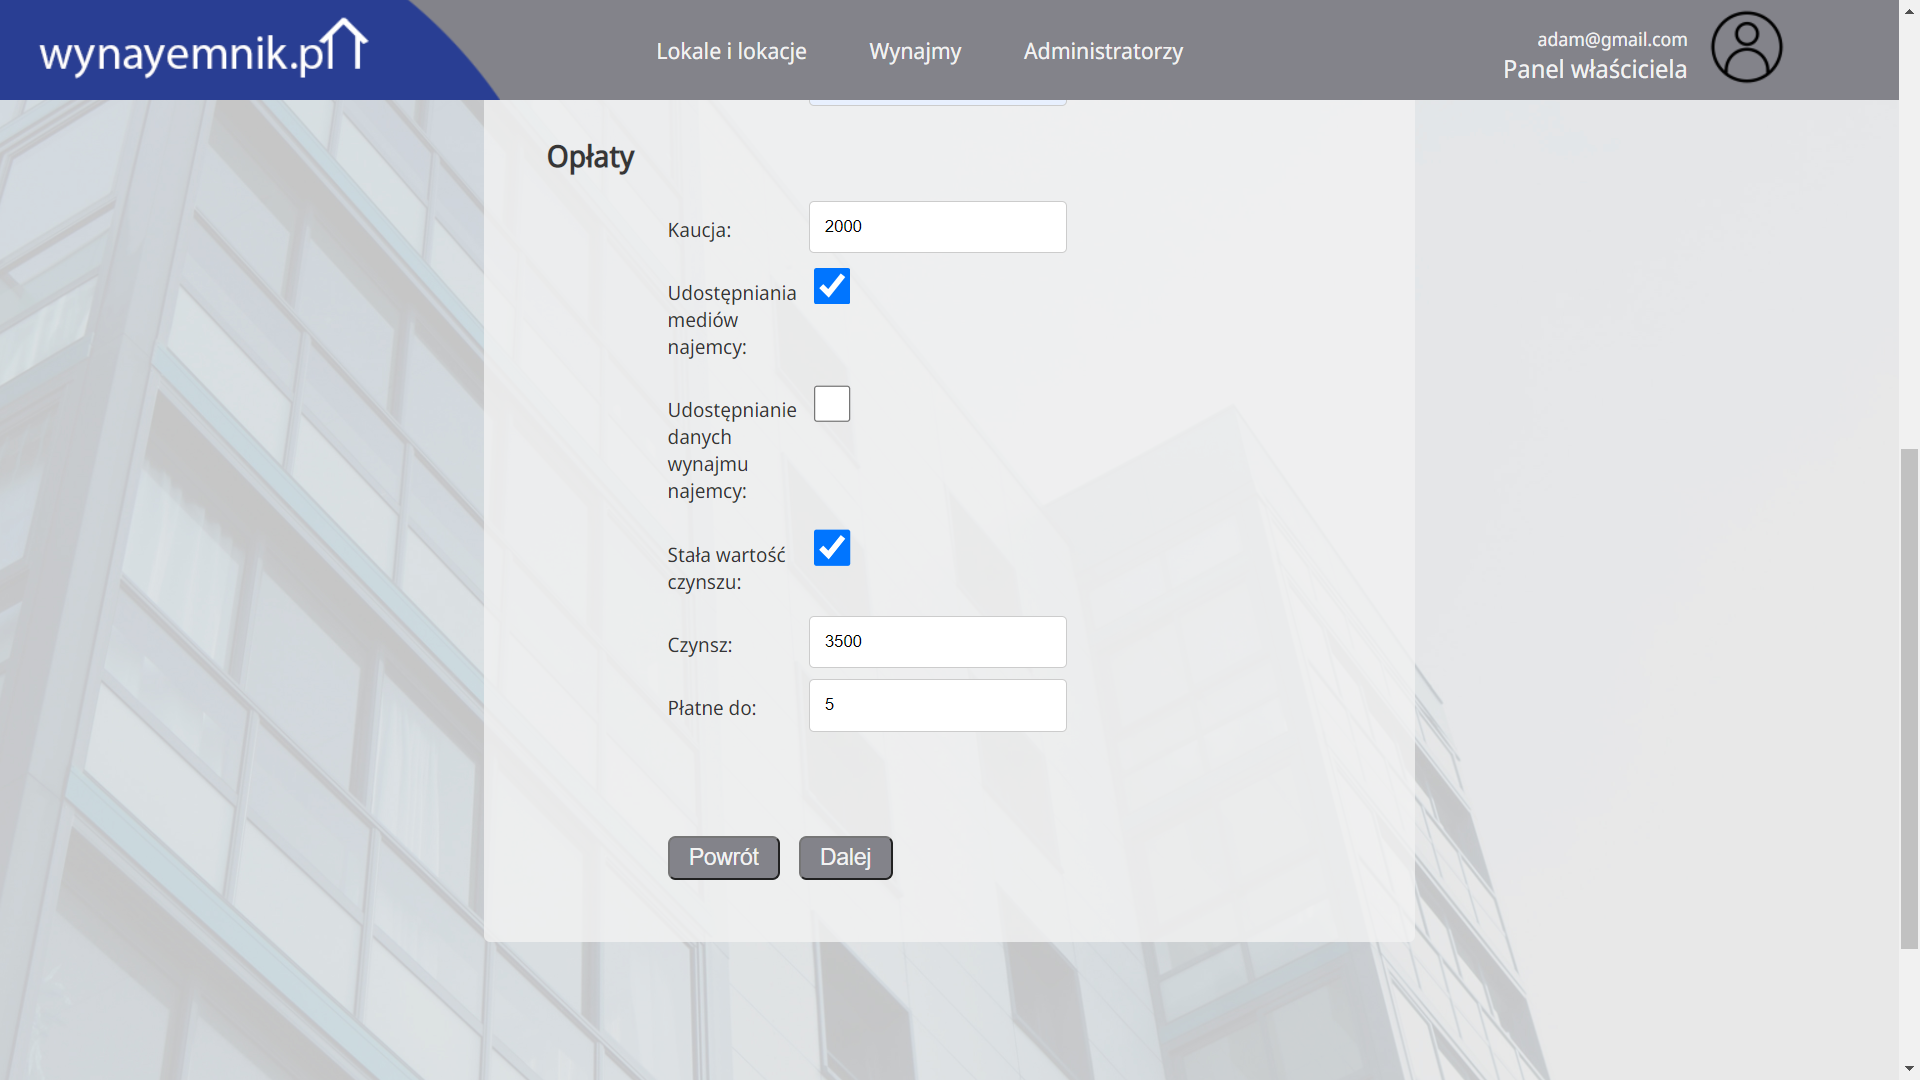 wynayemnik.pl
Lokale i lokacje
Wynajmy
Administratorzy
adam@gmail.com
Panel właściciela
Opłaty
Kaucja:
2000
Udostępniania
mediów
najemcy:
Udostępnianie
danych
wynajmu
najemcy:
Stała wartość
czynszu:
Czynsz:
3500
Płatne do:
5
Powrót
Dalej